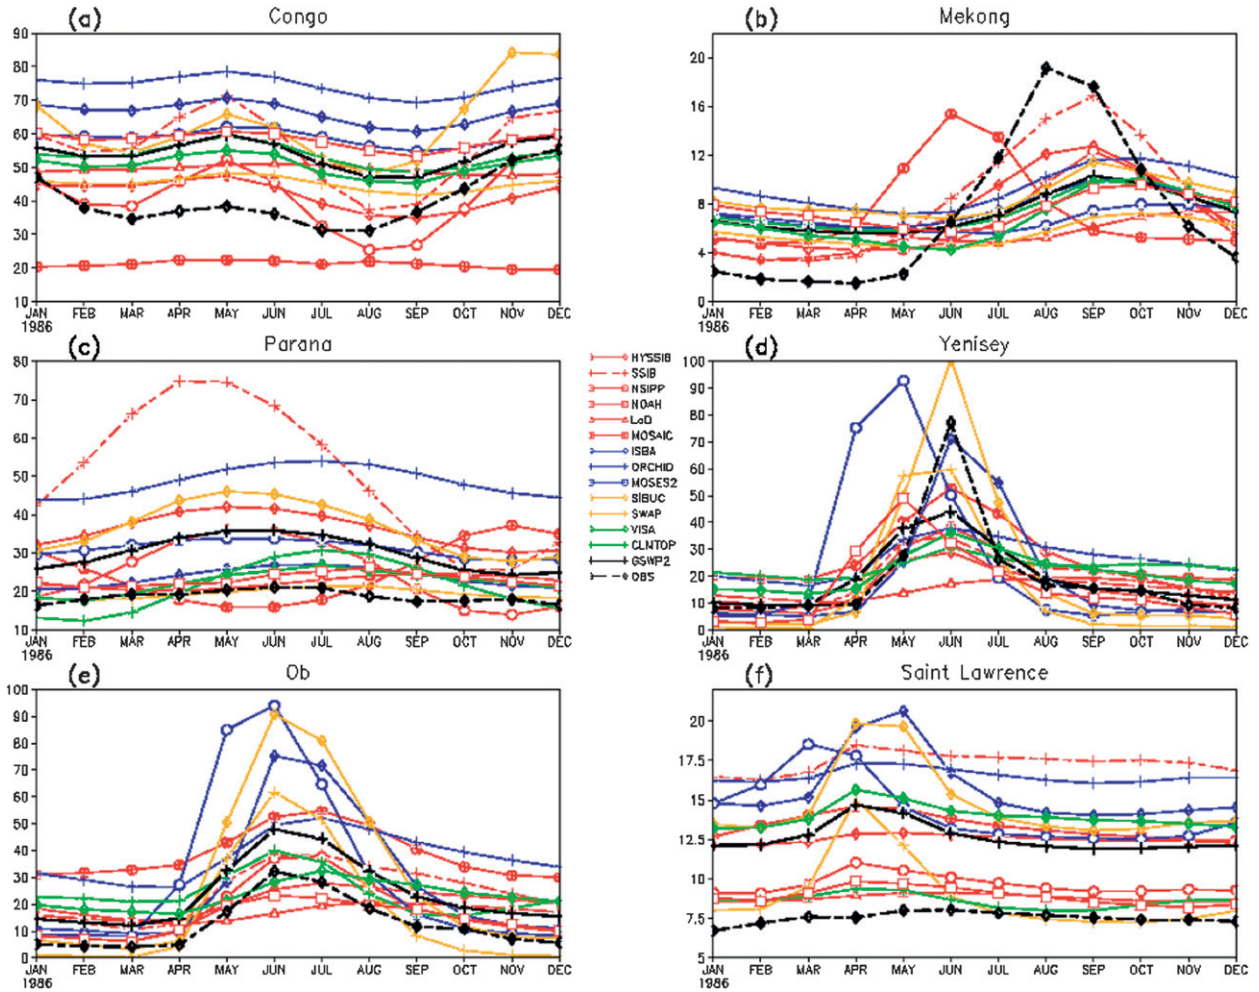 (a) Congo
90
80
70
60
50
40
30
20
10
JAN FEB MAR APR MAY JUN JUL AUG SEP OCT NOV DEC
1986
(b) Mekong
20
16
12
8
4
0
JAN FEB MAR APR MAY JUN JUL AUG SEP OCT NOV DEC
1986
(c) Parana
80
70
60
50
40
30
20
10
JAN FEB MAR APR MAY JUN JUL AUG SEP OCT NOV DEC
1986
HYSSIB
SSIB
NSIPP
NOAH
LaD
MOSAIC
ISBA
ORCHID
MOSES2
SIBUC
SWAP
VISA
CLMTOP
GSWP2
OBS
(d) Yenisey
100
90
80
70
60
50
40
30
20
10
0
JAN FEB MAR APR MAY JUN JUL AUG SEP OCT NOV DEC
1986
(e) Ob
100
90
80
70
60
50
40
30
20
10
0
JAN FEB MAR APR MAY JUN JUL AUG SEP OCT NOV DEC
1986
(f) Saint Lawrence
20
17.5
15
12.5
10
7.5
5
JAN FEB MAR APR MAY JUN JUL AUG SEP OCT NOV DEC
1986